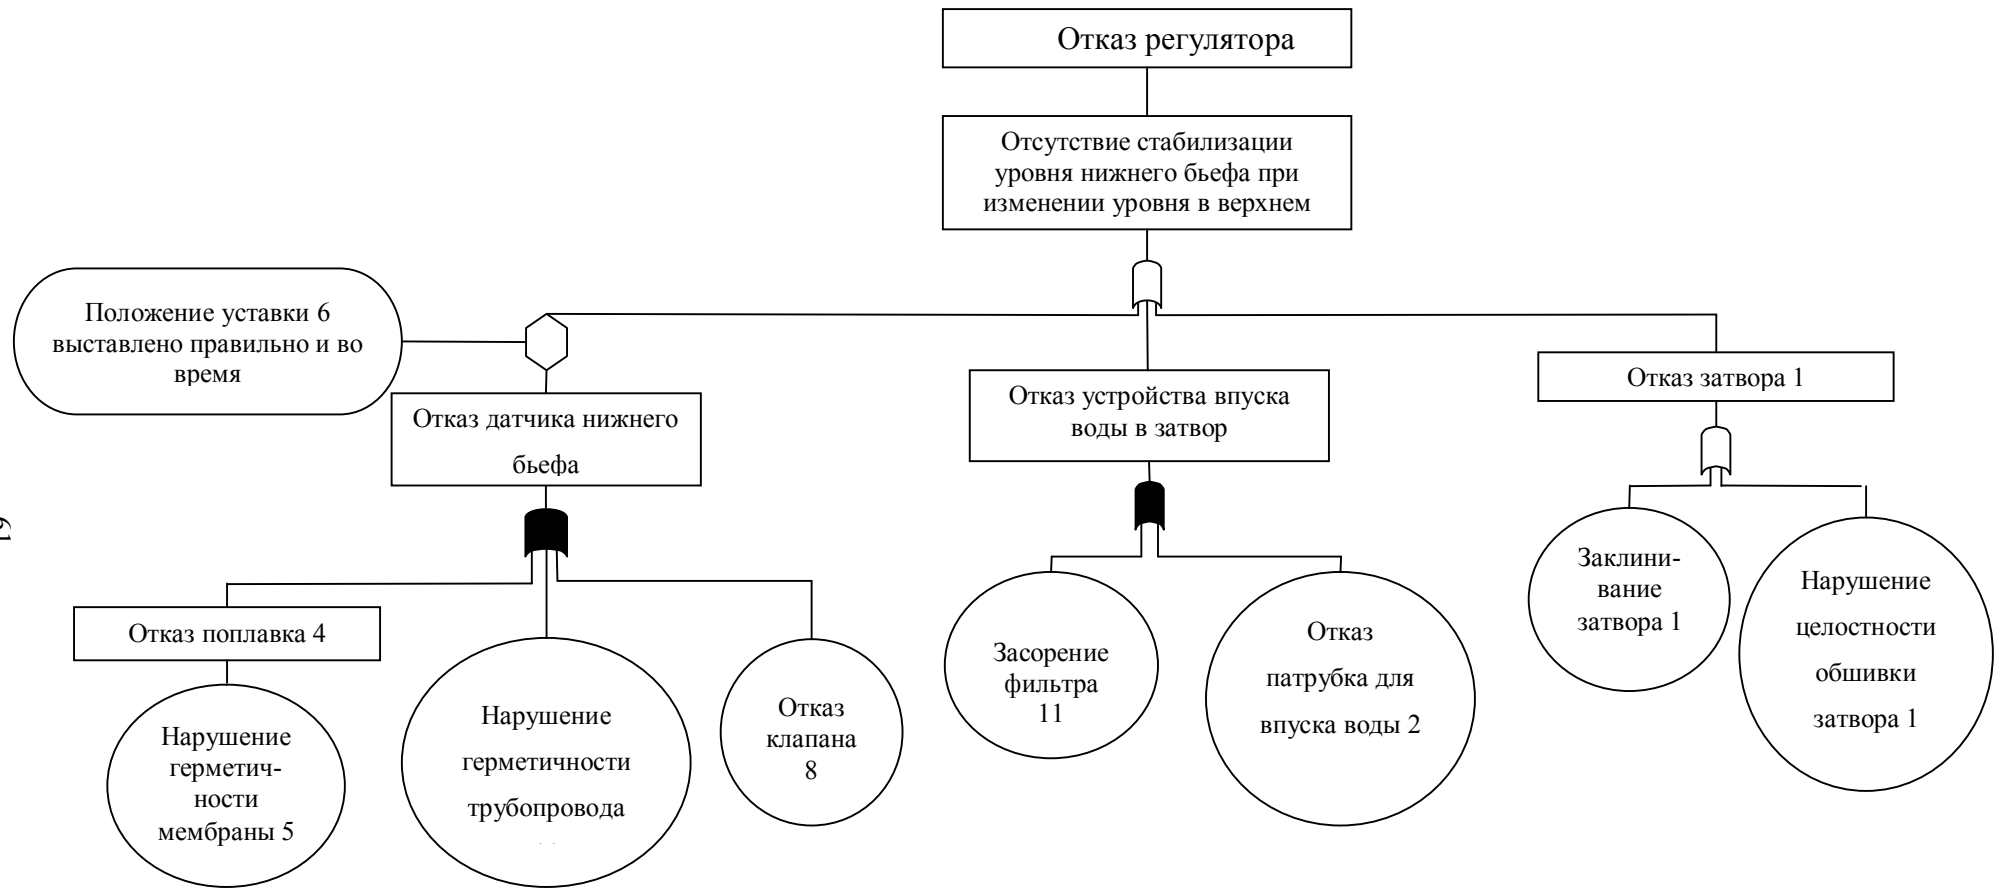 Отказ регулятора
Отсутствие стабилизации
уровня нижнего бьефа при
изменении уровня в верхнем
Положение уставки 6
выставлено правильно и во
время
Отказ датчика нижнего
бьефа
Отказ устройства впуска
воды в затвор
Отказ затвора 1
Отказ поплавка 4
Нарушение
герметич-
ности
мембраны 5
Нарушение
герметичности
трубопровода
Отказ
клапана
8
Засорение
фильтра
11
Отказ
патрубка для
впуска воды 2
Заклини-
вание
затвора 1
Нарушение
целостности
обшивки
затвора 1